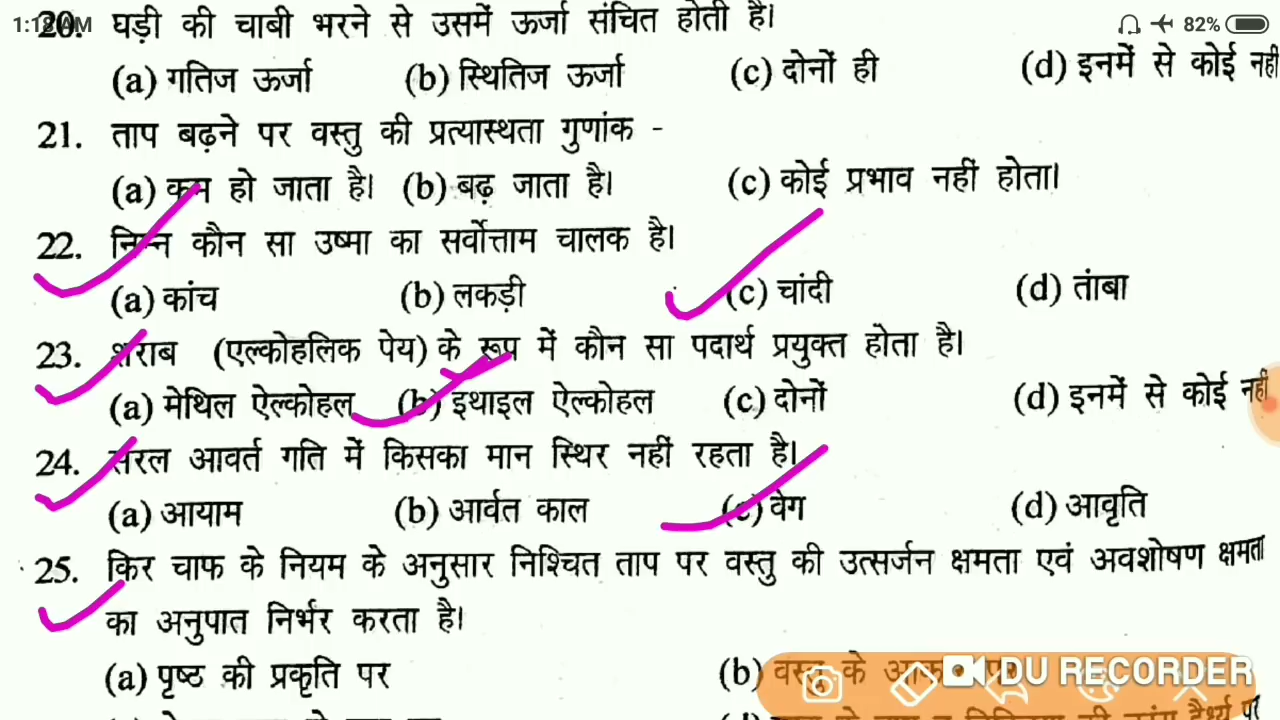 1:18 AM 82%
20. घड़ी की चाबी भरने से उसमें ऊर्जा संचित होती है।
(a) गतिज ऊर्जा (b) स्थितिज ऊर्जा (c) दोनों ही (d) इनमें से कोई नही
21. ताप बढ़ने पर वस्तु की प्रत्यास्थता गुणांक -
(a) कम हो जाता है। (b) बढ़ जाता है। (c) कोई प्रभाव नहीं होता।
22. निम्न कौन सा उष्मा का सर्वोत्ताम चालक है।
(a) कांच (b) लकड़ी (c) चांदी (d) तांबा
23. शराब (एल्कोहलिक पेय) के रूप में कौन सा पदार्थ प्रयुक्त होता है।
(a) मेथिल ऐल्कोहल (b) इथाइल ऐल्कोहल (c) दोनों (d) इनमें से कोई नहीं
24. सरल आवर्त गति में किसका मान स्थिर नहीं रहता है।
(a) आयाम (b) आर्वत काल (c) वेग (d) आवृति
25. किर चाफ के नियम के अनुसार निश्चित ताप पर वस्तु की उत्सर्जन क्षमता एवं अवशोषण क्षमता
का अनुपात निर्भर करता है।
(a) पृष्ठ की प्रकृति पर (b) वस्तु के पर
DU RECORDER